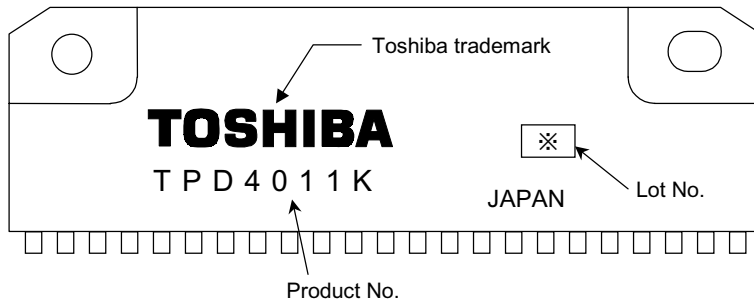 Toshiba trademark
TOSHIBA
※
TPD4011K
Lot No.
JAPAN
Product No.